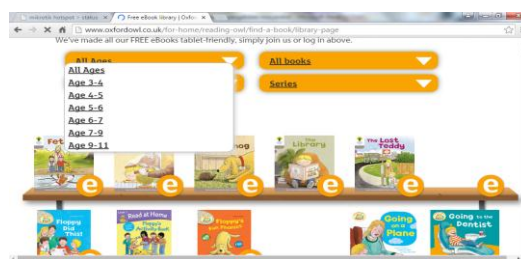 mikrotik hotspot > status
Free eBook library | Oxfo
www.oxfordowl.co.uk/for-home/reading-owl/find-a-book/library-page
We've made all our FREE eBooks tablet-friendly, simply join us or log in above.
All Ages
All books
All Ages
Age 3-4
Series
Age 4-5
Age 5-6
Age 6-7
Age 7-9
Age 9-11
The Library
The Lost Teddy
e e e e e e
Floppy Did This!
Read at Home
Floppy's
Going on a Plane
Going to the Dentist